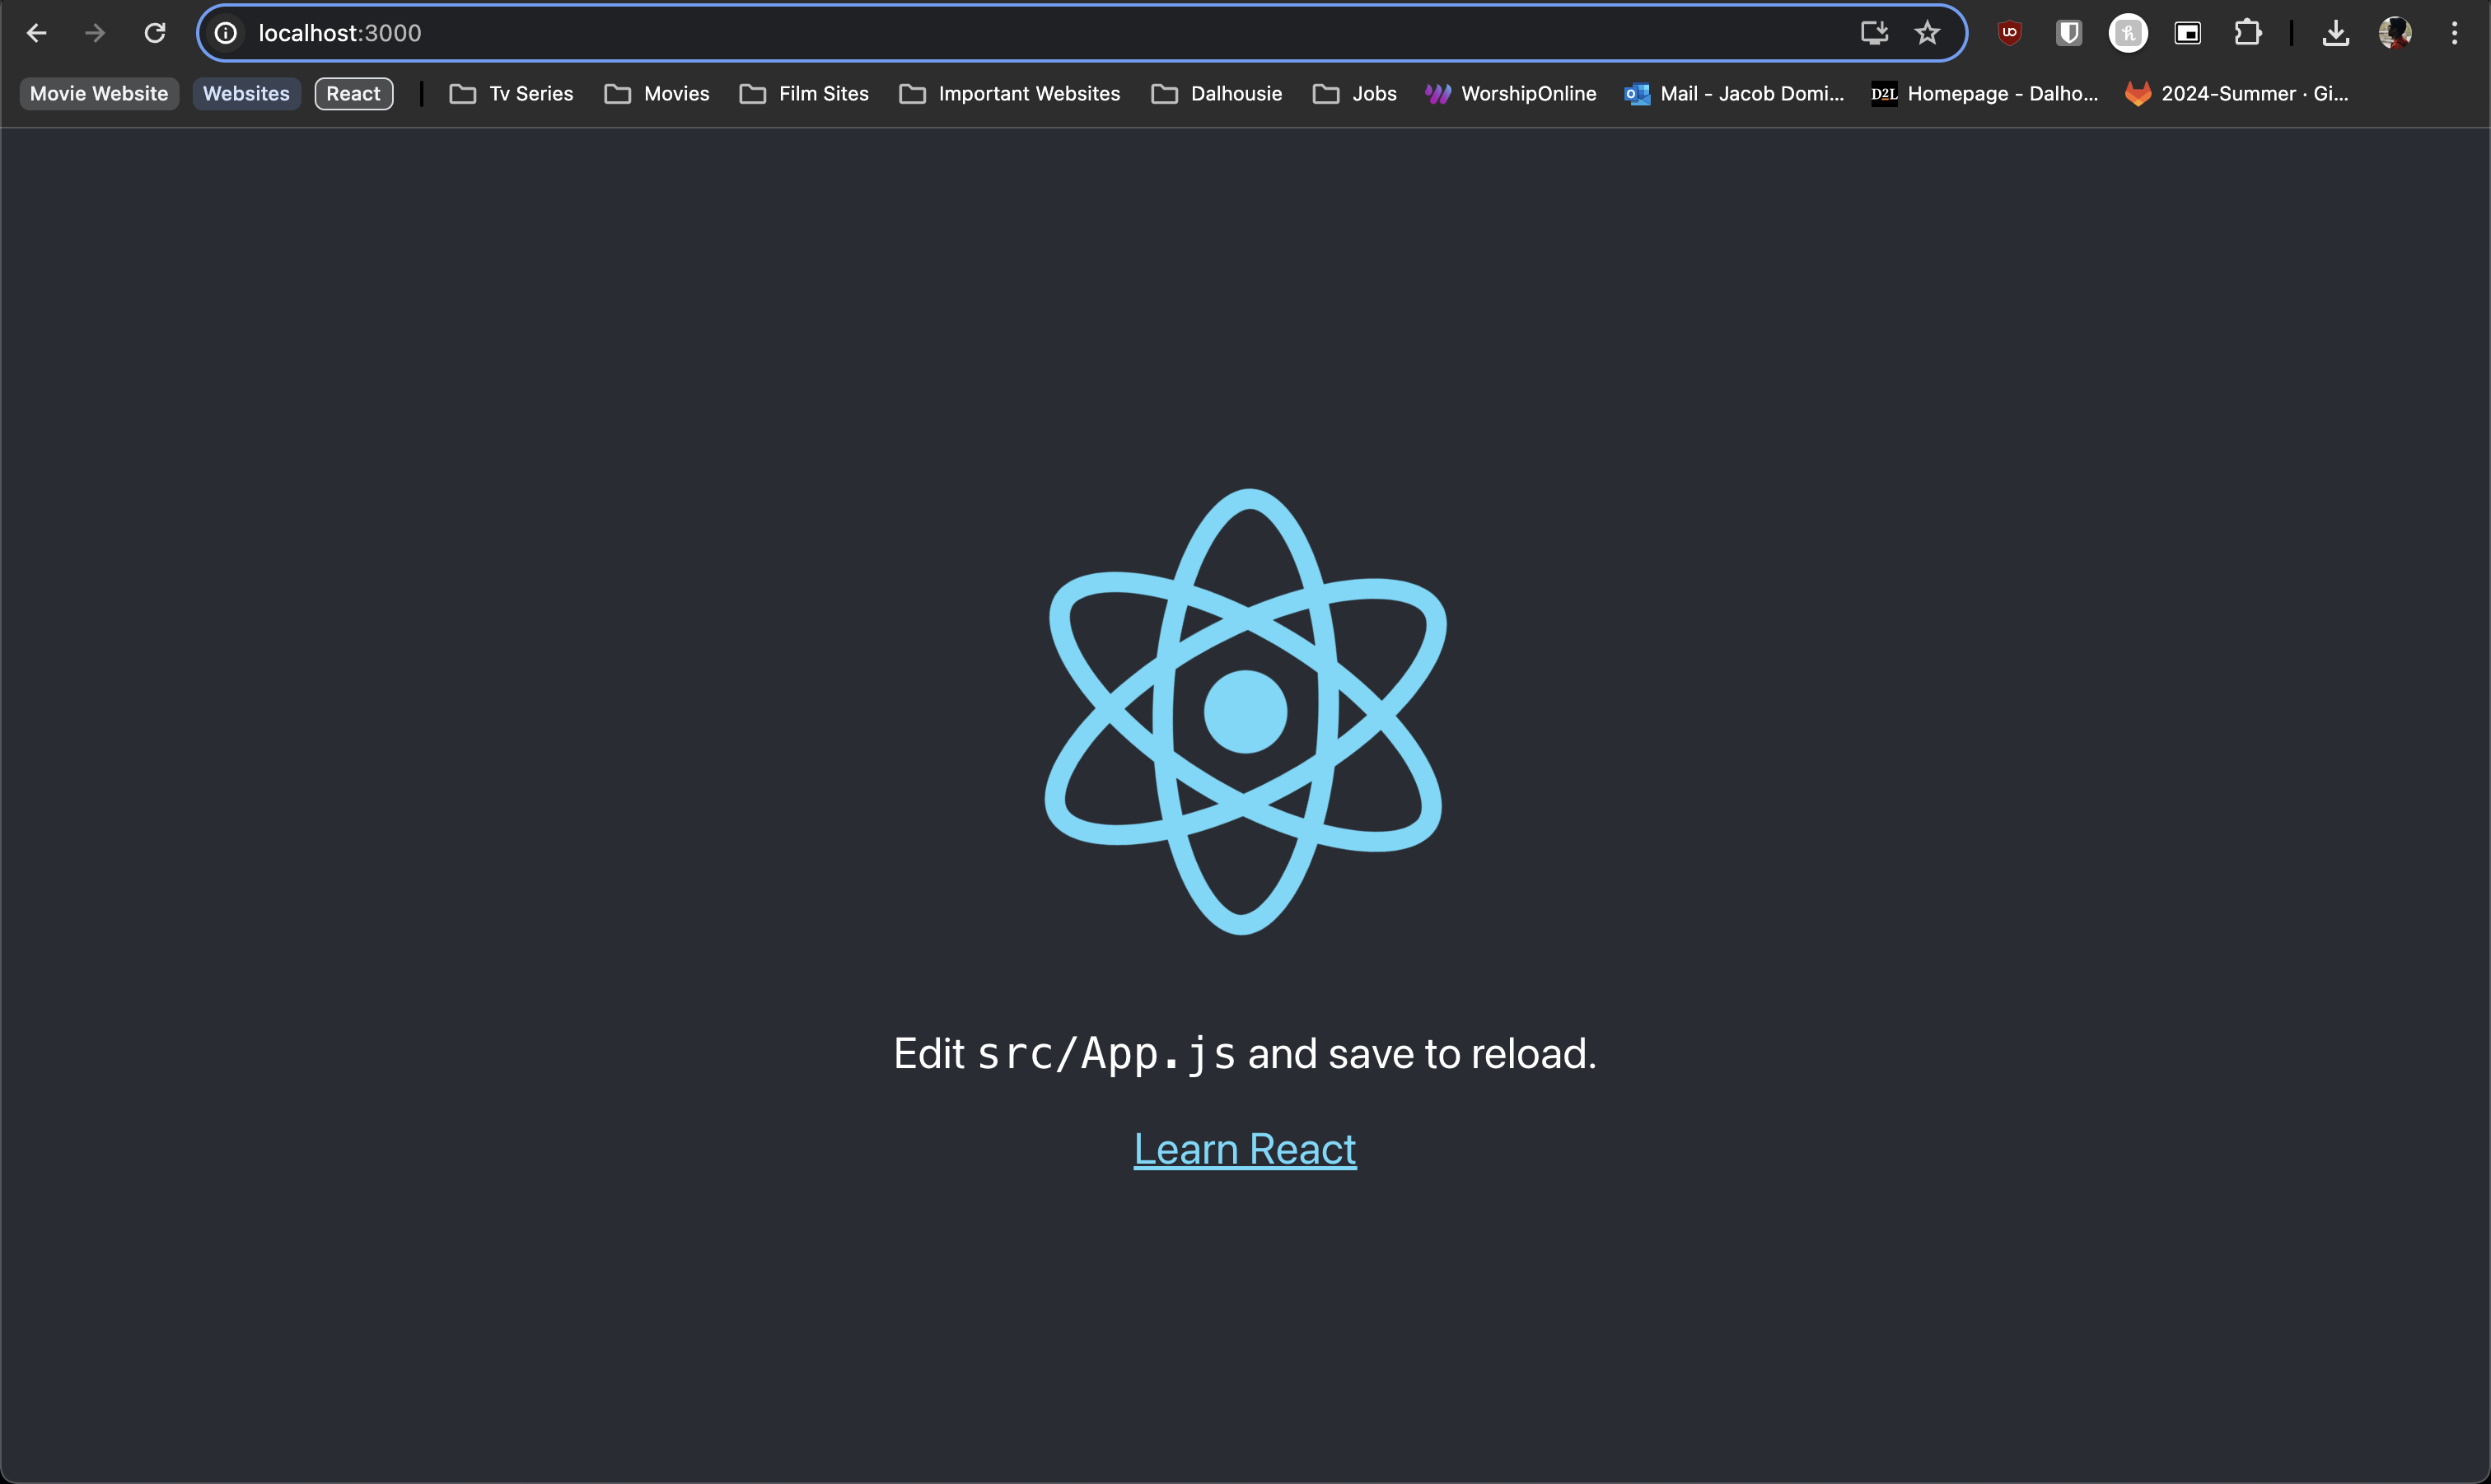 localhost:3000
Movie Website Websites React Tv Series Movies Film Sites Important Websites Dalhousie Jobs WorshipOnline Mail - Jacob Domi... D2L Homepage - Dalho... 2024-Summer · Gi...
Edit src/App.js and save to reload.
Learn React